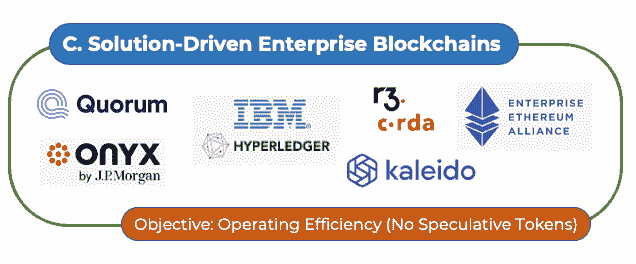 C. Solution-Driven Enterprise Blockchains
Quorum
ONYX
by J.P.Morgan
IBM
HYPERLEDGER
r3.
c·rda
ENTERPRISE
ETHEREUM
ALLIANCE
kaleido
Objective: Operating Efficiency (No Speculative Tokens)